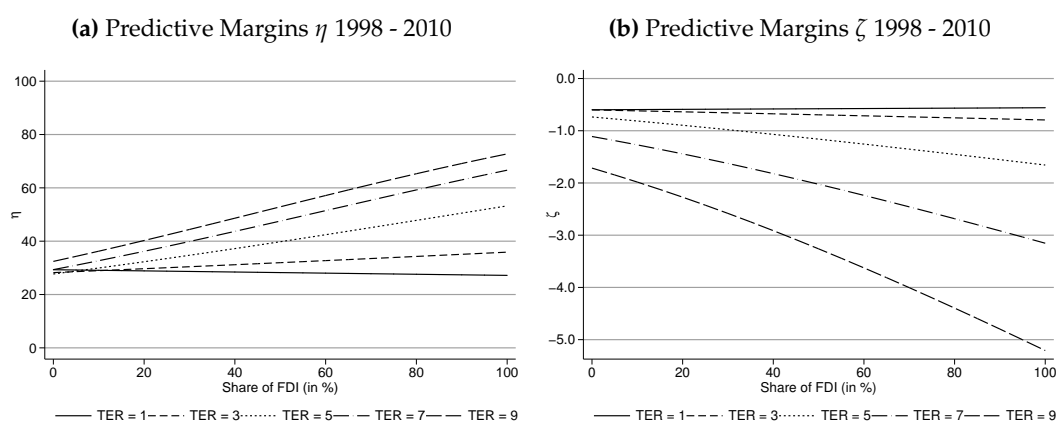 (a) Predictive Margins η 1998 - 2010
100
80
60
40
20
0
η
0 20 40 60 80 100
Share of FDI (in %)
TER = 1 TER = 3 TER = 5 TER = 7 TER = 9
(b) Predictive Margins ζ 1998 - 2010
0.0
−1.0
−2.0
−3.0
−4.0
−5.0
ζ
0 20 40 60 80 100
Share of FDI (in %)
TER = 1 TER = 3 TER = 5 TER = 7 TER = 9